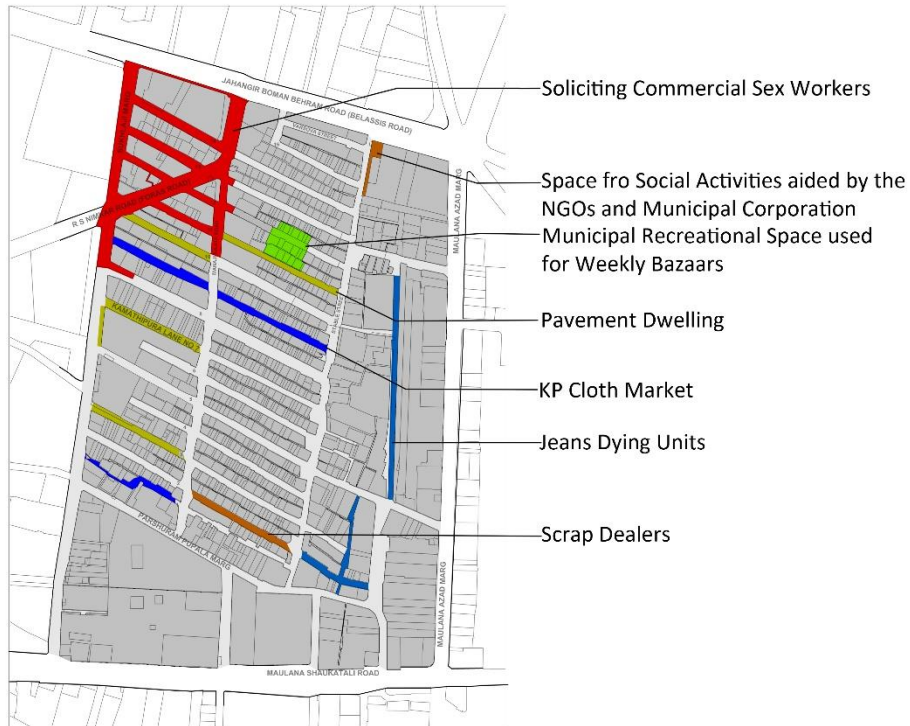 JAHANGIR BOMAN BEHRAM ROAD (BELASSIS ROAD)
Soliciting Commercial Sex Workers
MAULANA AZAD MARG
Space fro Social Activities aided by the
NGOs and Municipal Corporation
Municipal Recreational Space used
for Weekly Bazaars
Pavement Dwelling
KAMATHIPURA LANE NO 7
KP Cloth Market
Jeans Dying Units
Scrap Dealers
PARSHURAM PUPALA MARG
MAULANA AZAD MARG
MAULANA SHAUKATALI ROAD